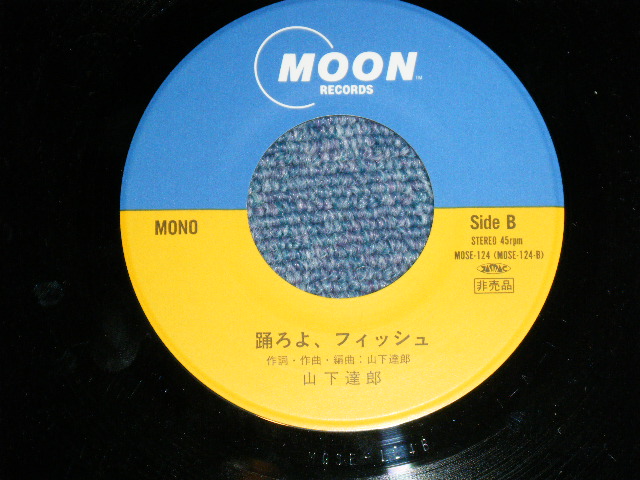 MOON™
RECORDS
MONO
Side B
STEREO 45rpm
MOSE-124 (MOSE-124-B)
非売品
踊ろよ、フィッシュ
作詞・作曲・編曲：山下達郎
山下達郎